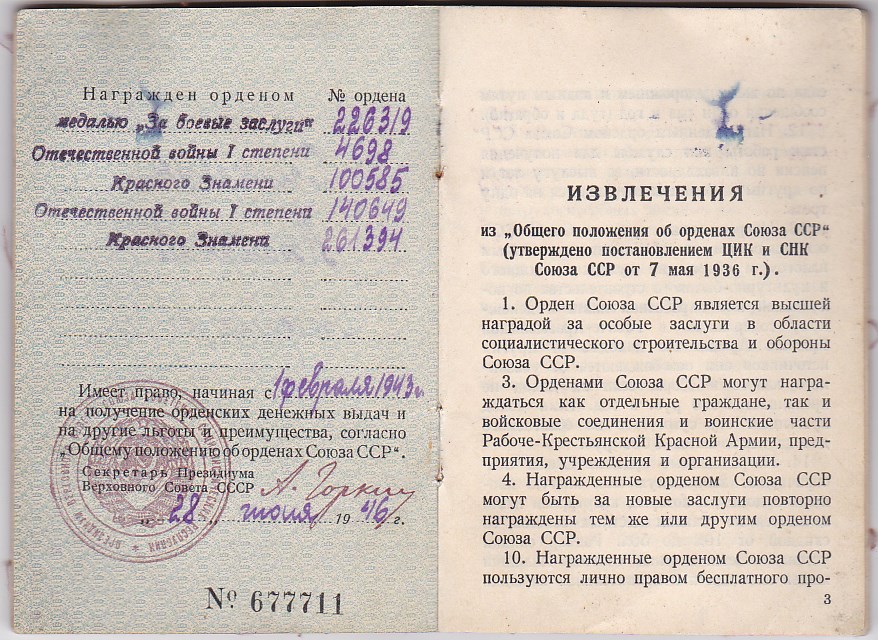 Награжден орденом № ордена
медалью „За боевые заслуги“ 226319
Отечественной войны I степени 4698
Красного Знамени 100585
Отечественной войны I степени 140649
Красного Знамени 261394
Имеет право, начиная с 1 февраля 1943 г.
на получение орденских денежных выдач и
на другие льготы и преимущества, согласно
„Общему положению об орденах Союза ССР“.
Секретарь Президиума
Верховного Совета СССР А. Горкин
„ 28 „ июня 1946 г.
№ 677711
ИЗВЛЕЧЕНИЯ
из „Общего положения об орденах Союза ССР“
(утверждено постановлением ЦИК и СНК
Союза ССР от 7 мая 1936 г.).
1. Орден Союза ССР является высшей
наградой за особые заслуги в области
социалистического строительства и обороны
Союза ССР.
3. Орденами Союза ССР могут награ-
ждаться как отдельные граждане, так и
войсковые соединения и воинские части
Рабоче-Крестьянской Красной Армии, пред-
приятия, учреждения и организации.
4. Награжденные орденом Союза ССР
могут быть за новые заслуги повторно
награждены тем же или другим орденом
Союза ССР.
10. Награжденные орденом Союза ССР
пользуются лично правом бесплатного про-
3